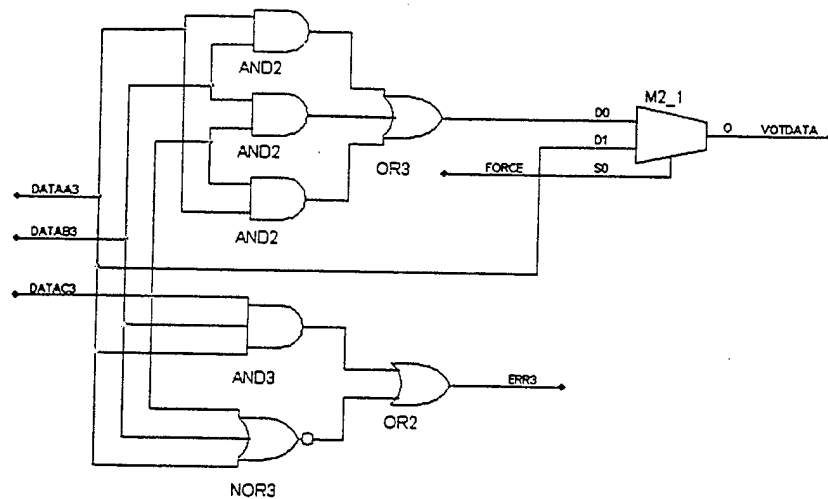 AND2
M2_1
D0
O
VOTDATA
AND2
D1
OR3
FORCE
S0
DATAA3
AND2
DATAB3
DATAC3
AND3
ERR3
OR2
NOR3